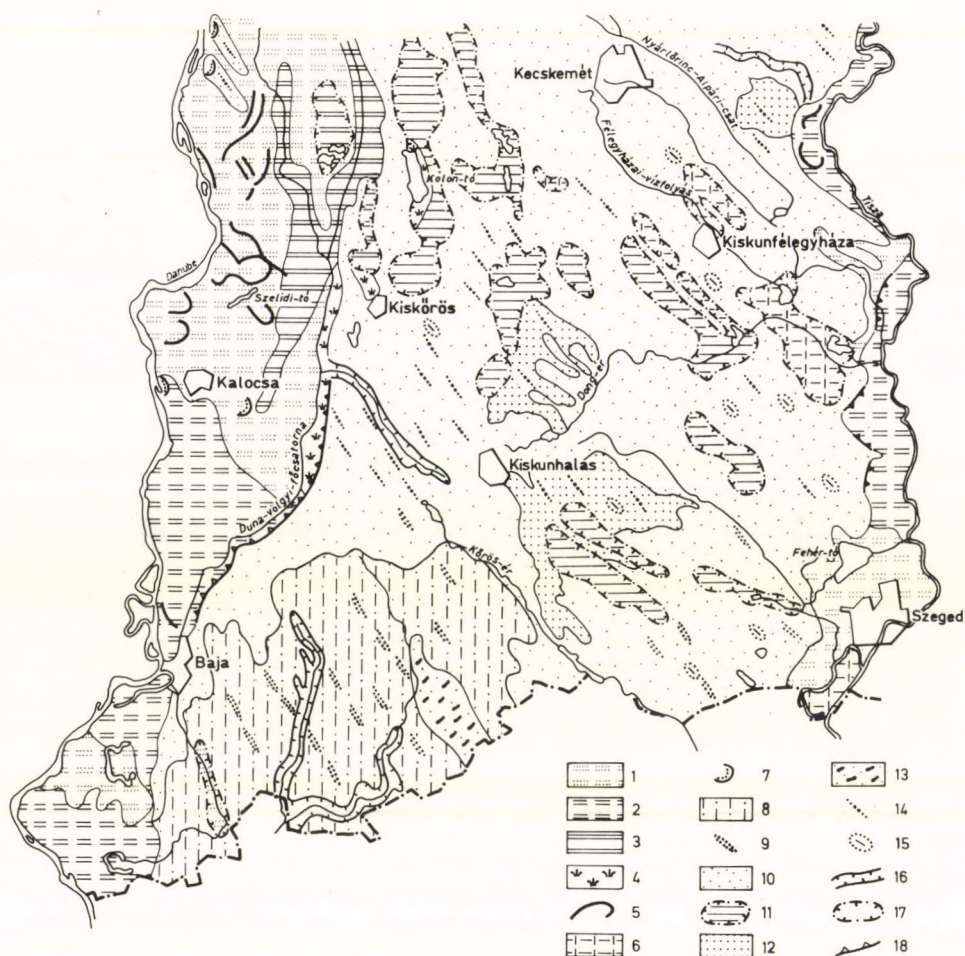 Kecskemét
Nyárlőrinc-Alpári-csat.
Félegyházai-vízfolyás
Tisza
Kolon-tó
Kiskunfélegyháza
Danube
Szelidi-tó
Kiskőrös
Kalocsa
Dong-ér
Kiskunhalas
Duna-völgyi-főcsatorna
Kőrös-ér
Fehér-tó
Szeged
Baja
1 7 13
2 8 14
3 9 15
4 10 16
5 11 17
6 12 18